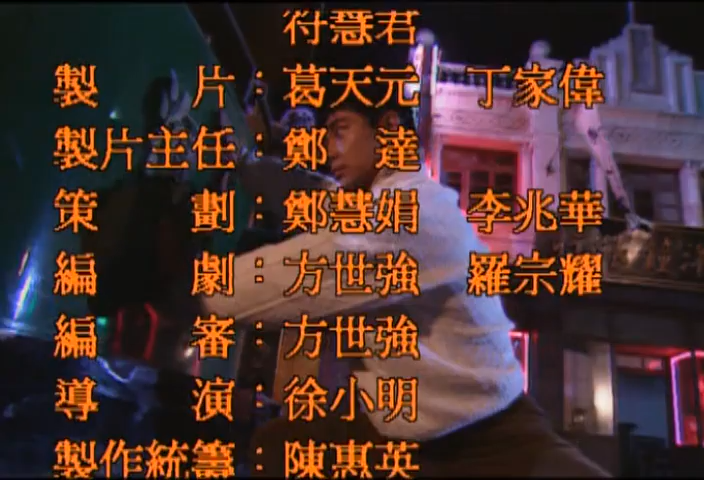 符慧君
製片：葛天元 丁家偉
製片主任：鄭達
策劃：鄭慧娟 李兆華
編劇：方世強 羅宗耀
編審：方世強
導演：徐小明
製作統籌：陳惠英